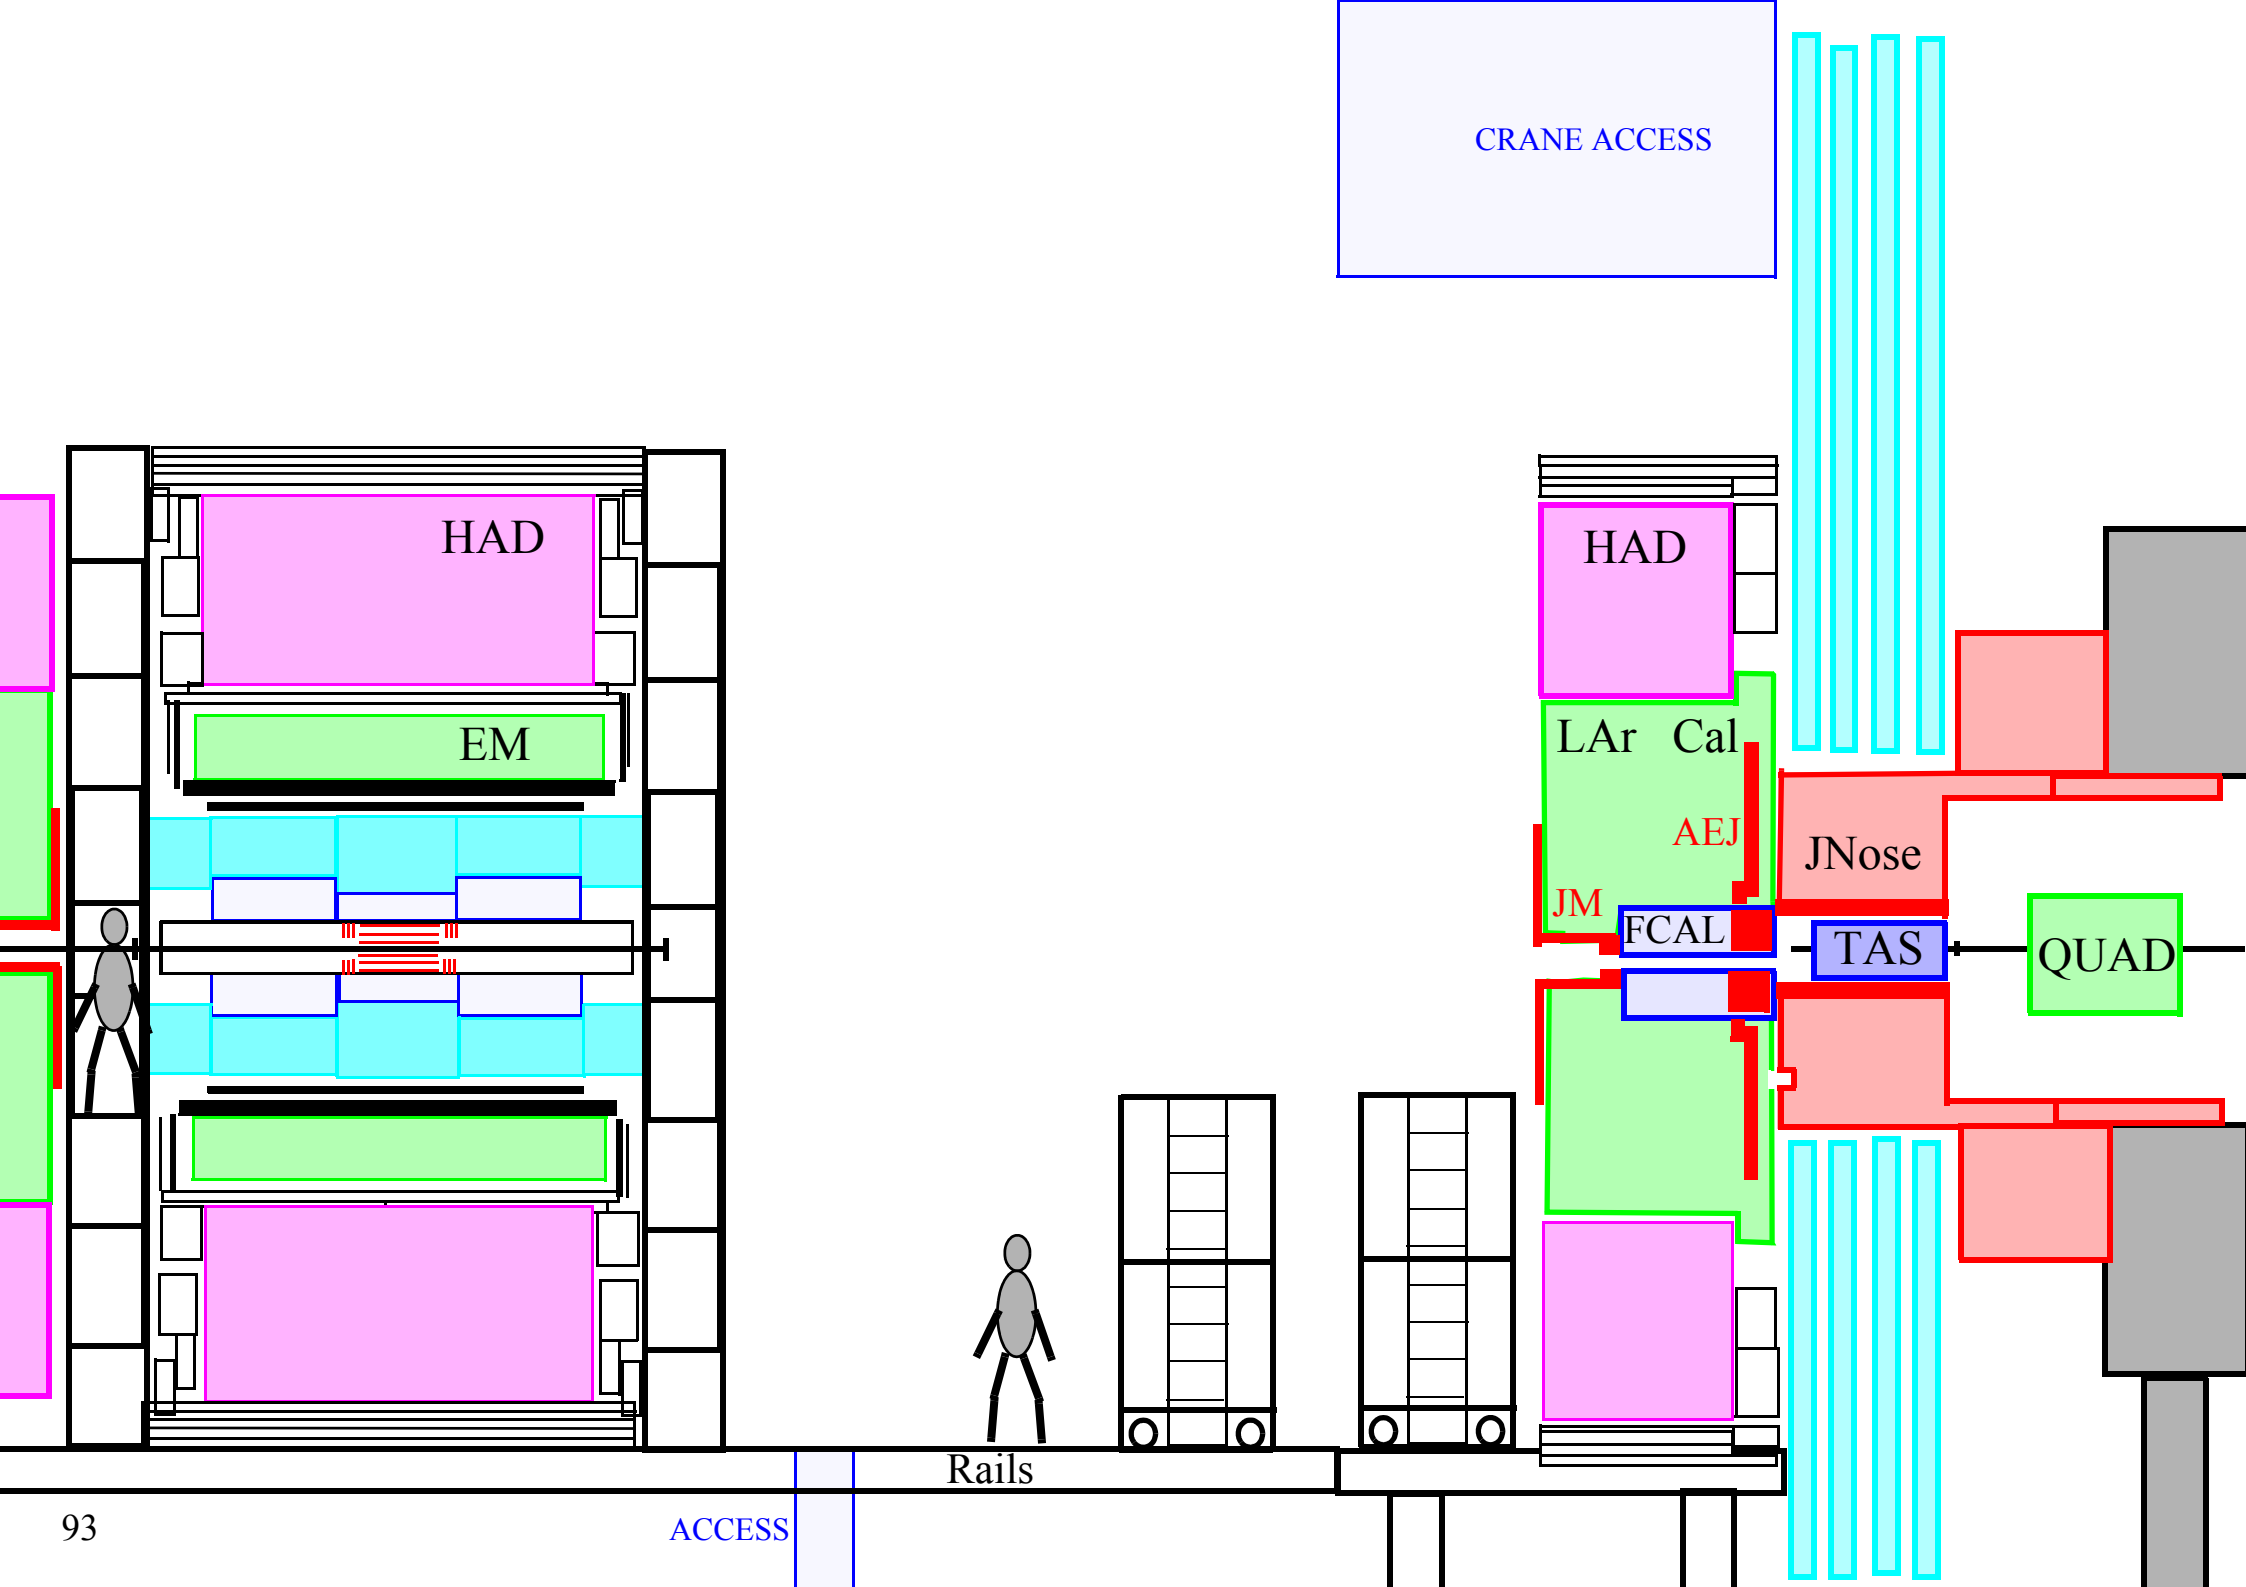 CRANE ACCESS
HAD
HAD
EM
LAr Cal
AEJ
JNose
JM
FCAL
TAS
QUAD
Rails
93
ACCESS